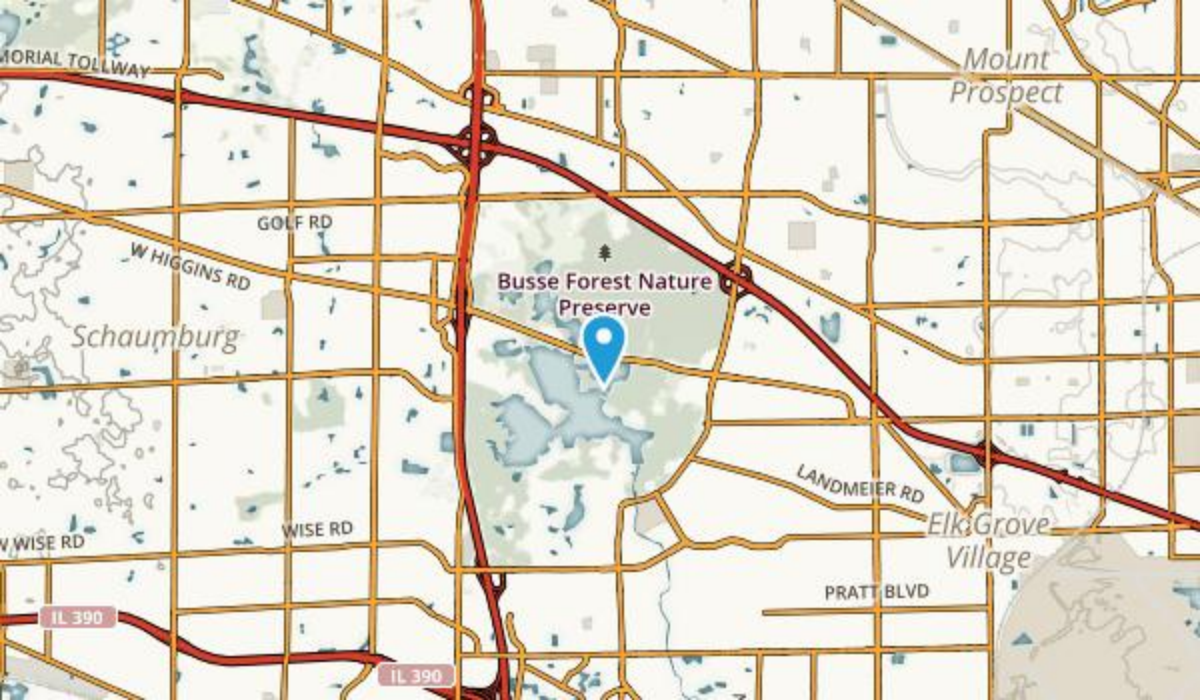 MORIAL TOLLWAY
Mount
Prospect
GOLF RD
W HIGGINS RD
Busse Forest Nature
Preserve
Schaumburg
LANDMEIER RD
Elk Grove
Village
WISE RD
W WISE RD
PRATT BLVD
IL 390
IL 390